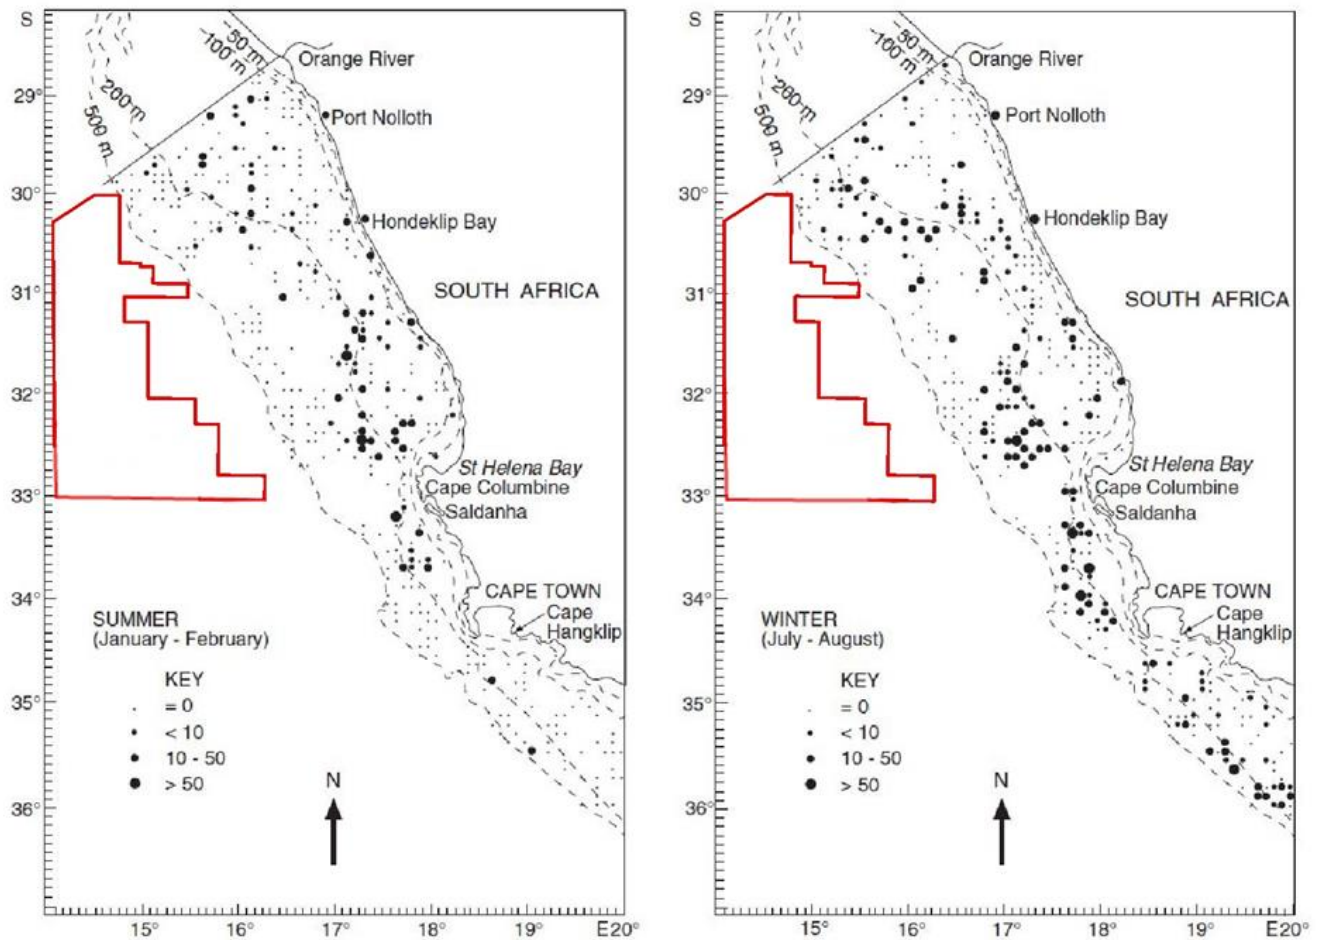 S
50 m
100 m
200 m
500 m
Orange River
29°
Port Nolloth
30°
Hondeklip Bay
31°
SOUTH AFRICA
32°
St Helena Bay
33°
Cape Columbine
Saldanha
34°
CAPE TOWN
Cape
Hangklip
SUMMER
(January - February)
KEY
= 0
< 10
10 - 50
> 50
35°
36°
N
15° 16° 17° 18° E20°
S
50 m
100 m
200 m
500 m
Orange River
29°
Port Nolloth
30°
Hondeklip Bay
31°
SOUTH AFRICA
32°
St Helena Bay
33°
Cape Columbine
Saldanha
34°
CAPE TOWN
Cape
Hangklip
WINTER
(July - August)
KEY
= 0
< 10
10 - 50
> 50
35°
36°
N
15° 16° 17° 18° 19° E20°